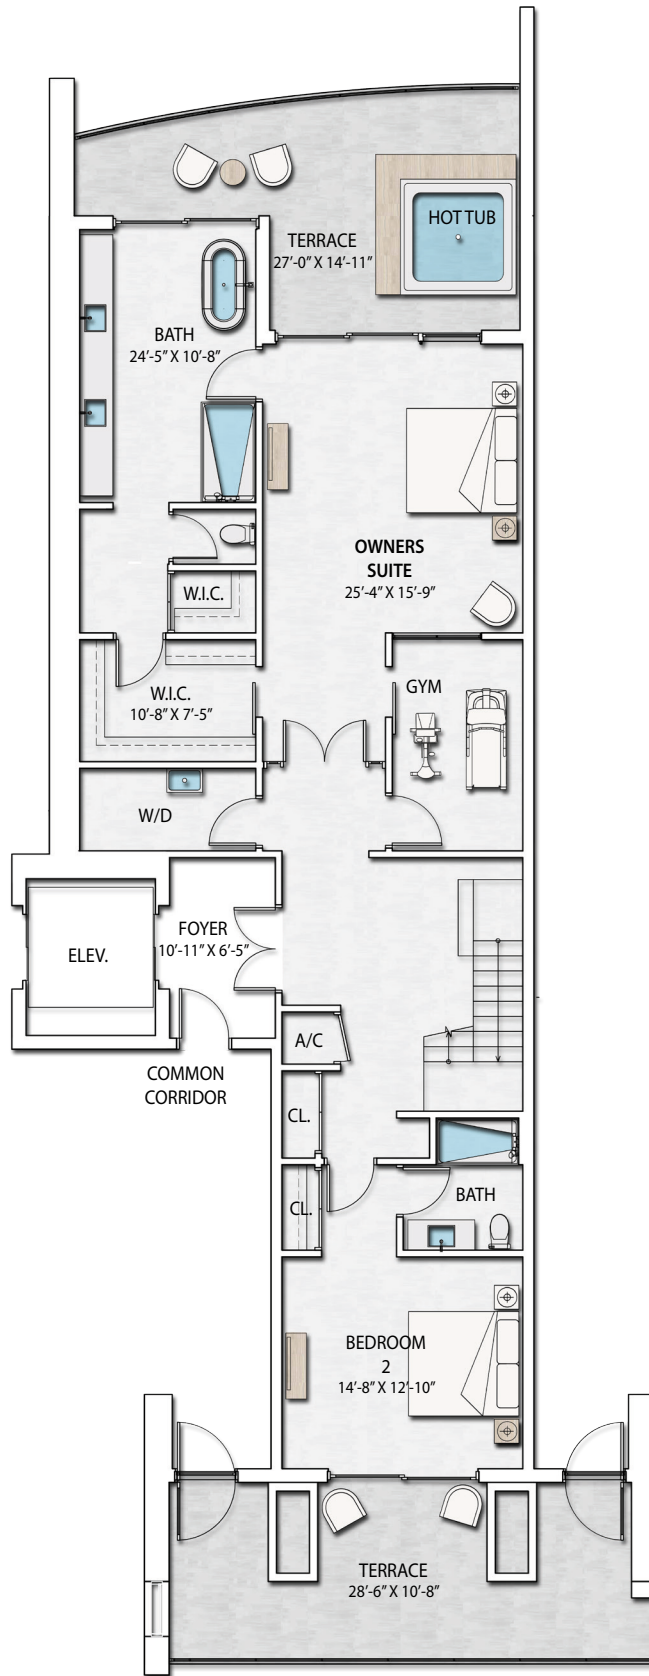 HOT TUB
TERRACE
27'-0" X 14'-11"
BATH
24'-5" X 10'-8"
OWNERS
SUITE
25'-4" X 15'-9"
W.I.C.
GYM
W.I.C.
10'-8" X 7'-5"
W/D
FOYER
10'-11" X 6'-5"
ELEV.
A/C
COMMON
CORRIDOR
CL.
BATH
CL.
BEDROOM
2
14'-8" X 12'-10"
TERRACE
28'-6" X 10'-8"